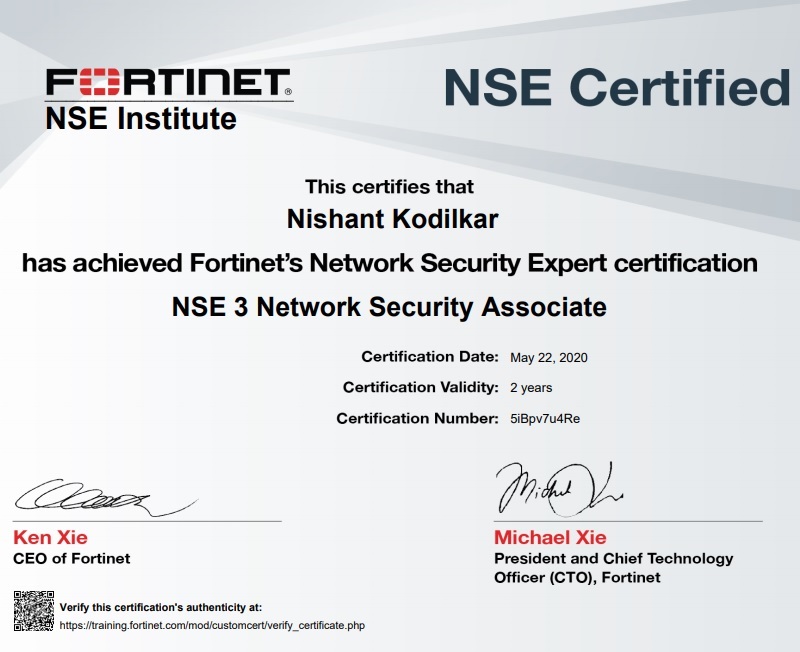 FORTINET®
NSE Institute
NSE Certified
This certifies that
Nishant Kodilkar
has achieved Fortinet's Network Security Expert certification
NSE 3 Network Security Associate
Certification Date: May 22, 2020
Certification Validity: 2 years
Certification Number: 5iBpv7u4Re
Ken Xie
CEO of Fortinet
Michael Xie
President and Chief Technology
Officer (CTO), Fortinet
Verify this certification's authenticity at:
https://training.fortinet.com/mod/customcert/verify_certificate.php